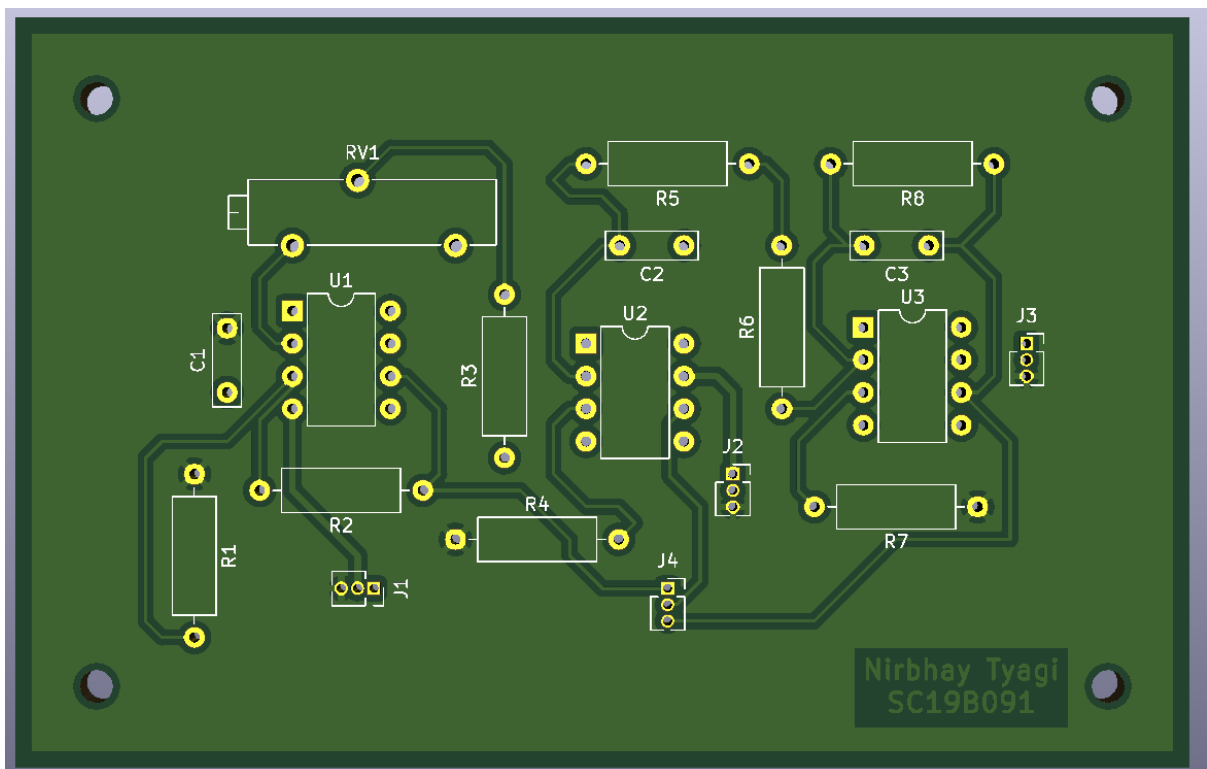 RV1
R5
R8
C2
C3
U1
U2
U3
J3
C1
R3
R6
J2
R2
R4
R7
R1
J1
J4
Nirbhay Tyagi
SC19B091